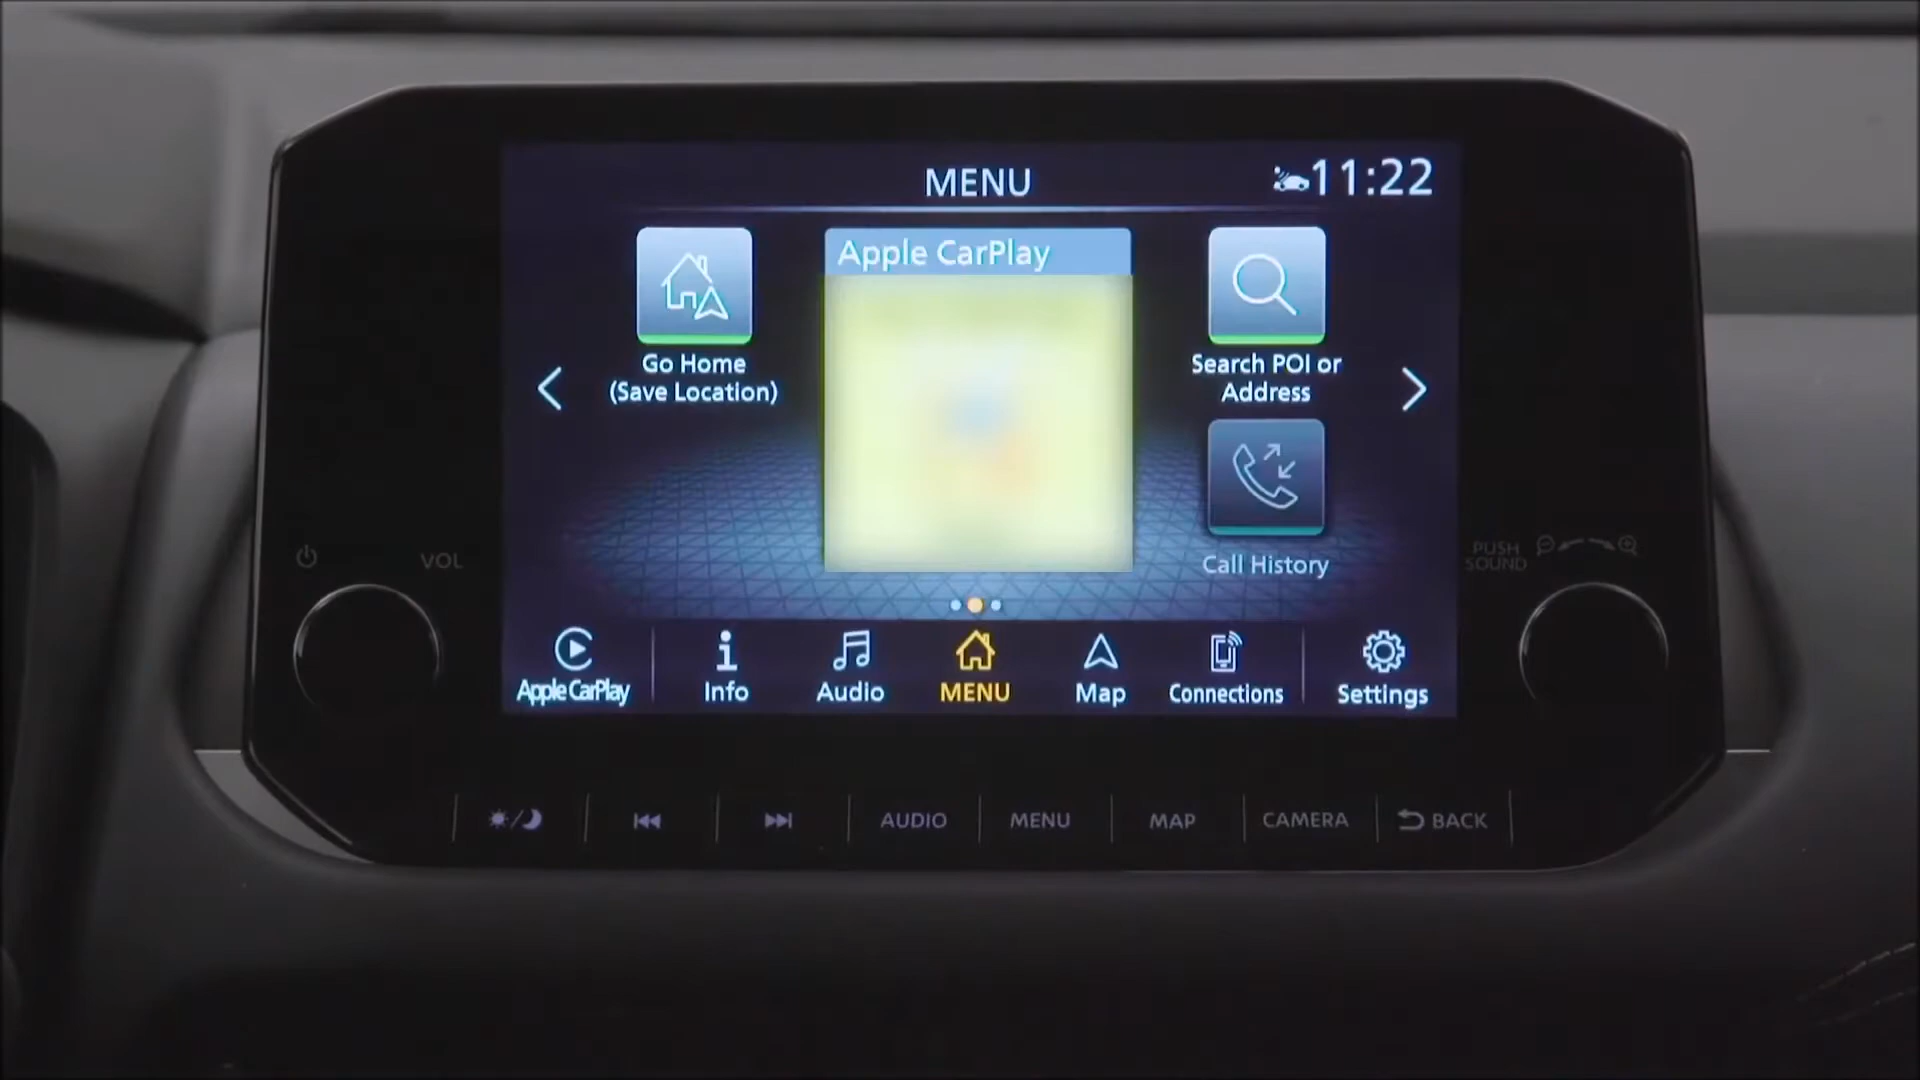 MENU
11:22
Apple CarPlay
Go Home
(Save Location)
Search POI or
Address
Call History
VOL
PUSH
SOUND
Apple CarPlay
Info
Audio
MENU
Map
Connections
Settings
AUDIO
MENU
MAP
CAMERA
BACK